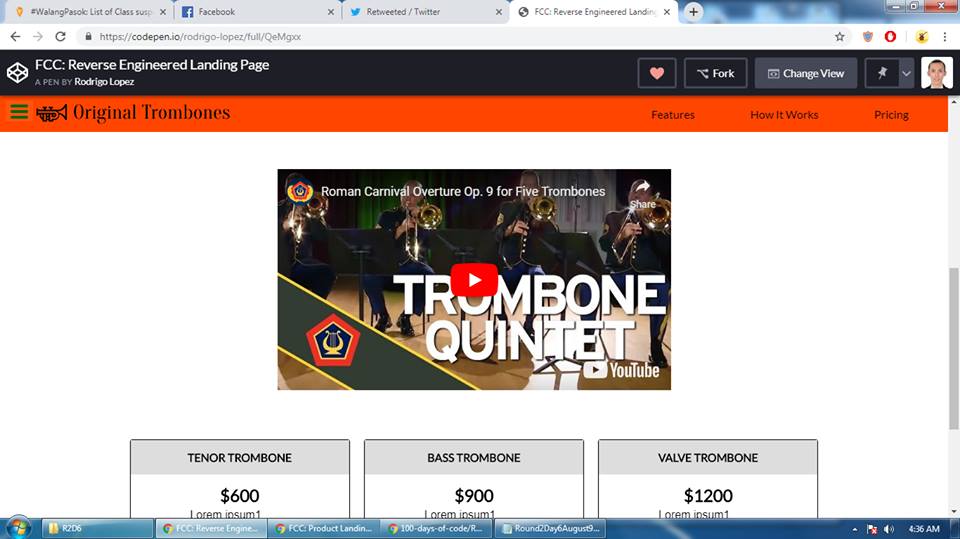 #WalangPasok: List of Class susp
Facebook
Retweeted / Twitter
FCC: Reverse Engineered Landing
https://codepen.io/rodrigo-lopez/full/QeMgxx
FCC: Reverse Engineered Landing Page
A PEN BY Rodrigo Lopez
Fork
Change View
Original Trombones
Features
How It Works
Pricing
Roman Carnival Overture Op. 9 for Five Trombones
Share
TROMBONE
QUINTET
YouTube
TENOR TROMBONE
BASS TROMBONE
VALVE TROMBONE
$600
$900
$1200
Lorem ipsum1
Lorem ipsum1
Lorem ipsum1
R2D6
FCC: Reverse Engine...
FCC: Product Landin...
100-days-of-code/R...
Round2Day6August9...
4:36 AM